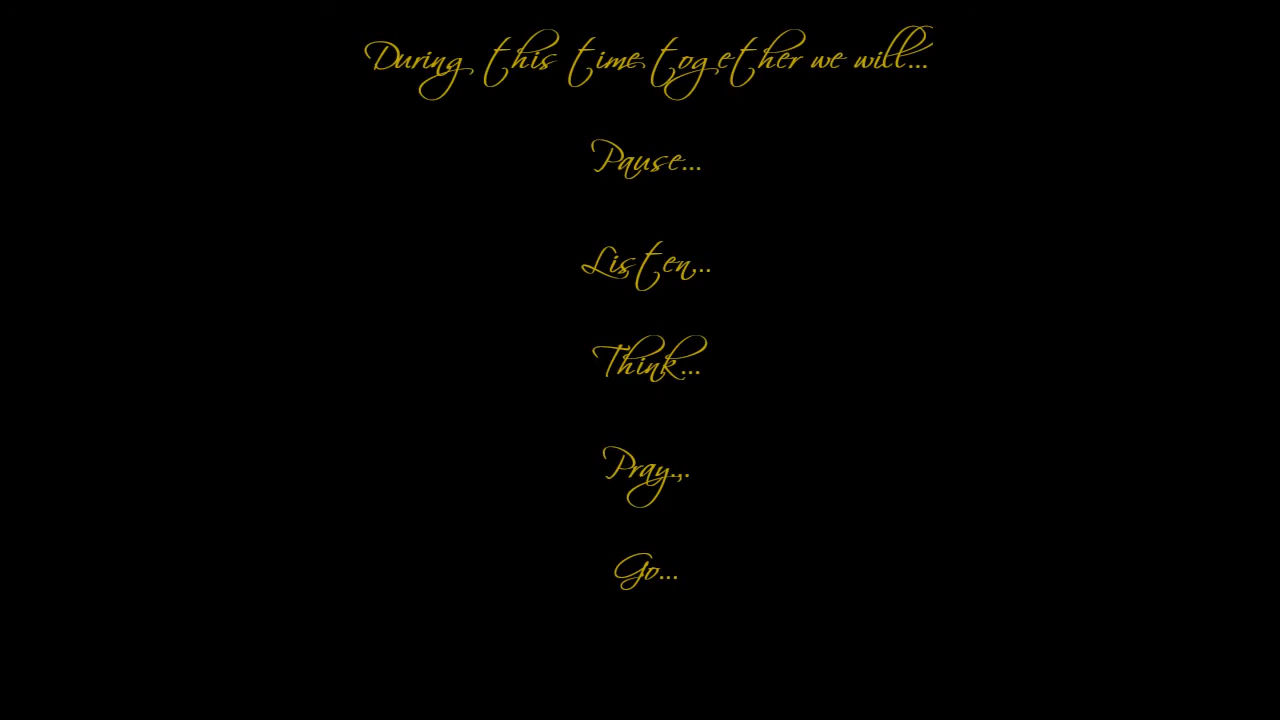 During this time together we will...
Pause...
Listen,..
Think...
Pray.,.
Go...